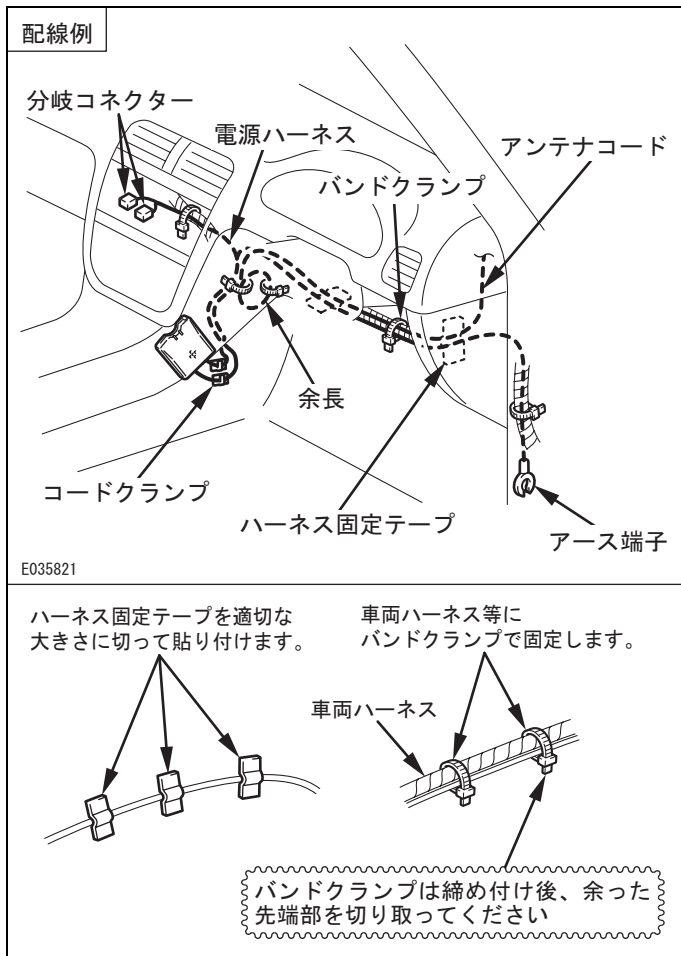 配線例
分岐コネクター
電源ハーネス
アンテナコード
バンドクランプ
余長
コードクランプ
ハーネス固定テープ
アース端子
E035821
ハーネス固定テープを適切な
大きさに切って貼り付けます。
車両ハーネス等に
バンドクランプで固定します。
車両ハーネス
バンドクランプは締め付け後、余った
先端部を切り取ってください